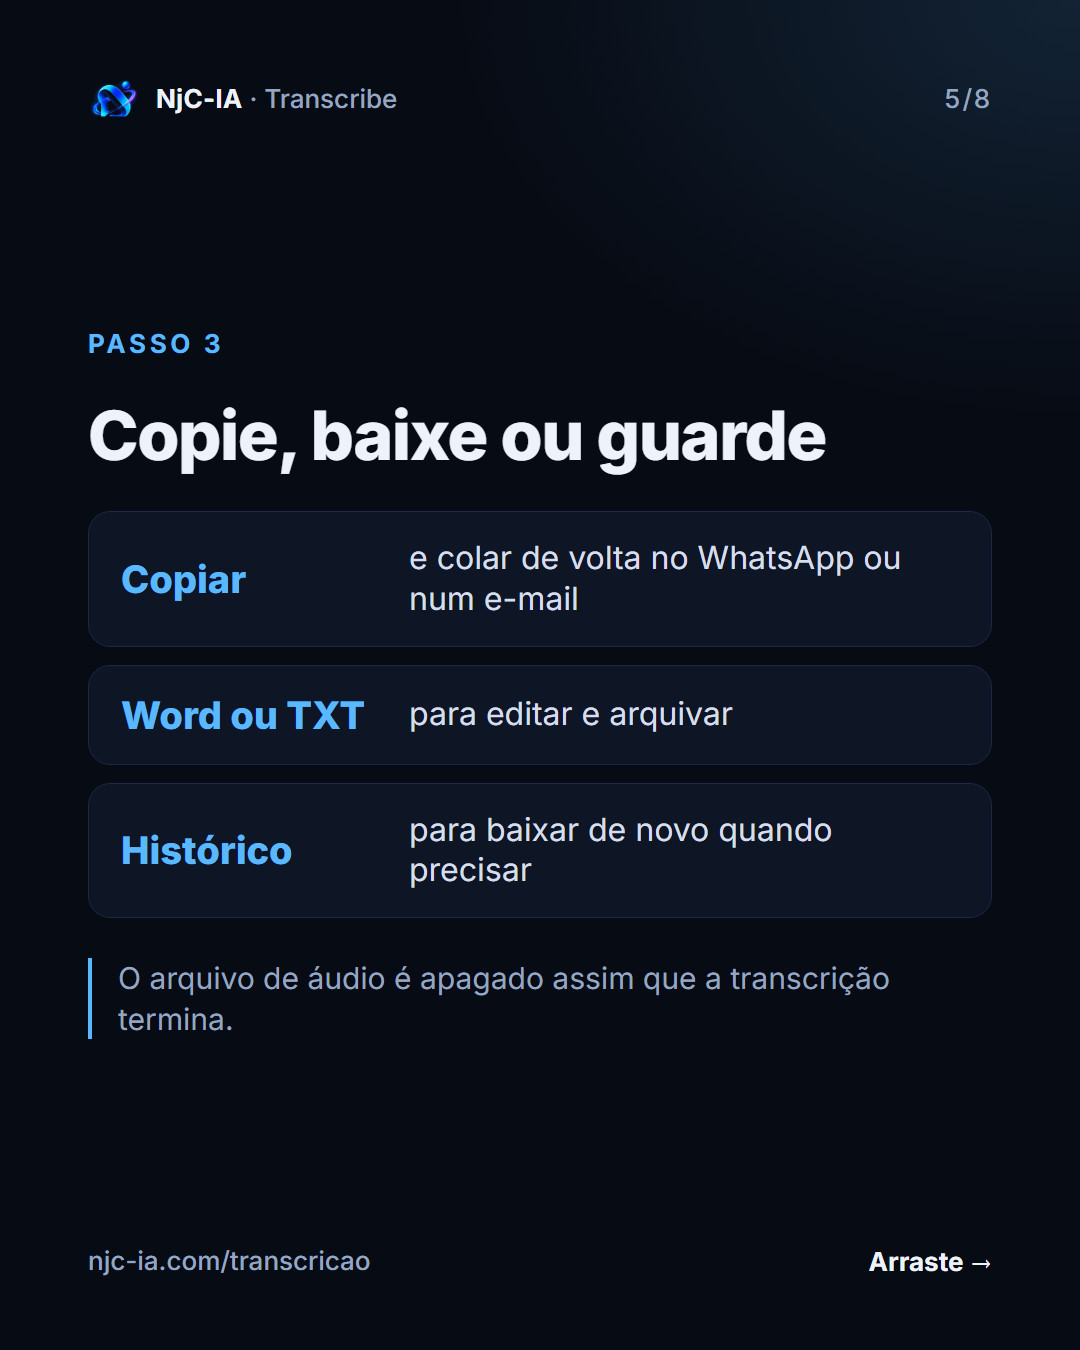 NjC-IA · Transcribe
5/8
PASSO 3
Copie, baixe ou guarde
Copiar
e colar de volta no WhatsApp ou
num e-mail
Word ou TXT
para editar e arquivar
Histórico
para baixar de novo quando
precisar
O arquivo de áudio é apagado assim que a transcrição
termina.
njc-ia.com/transcricao
Arraste →